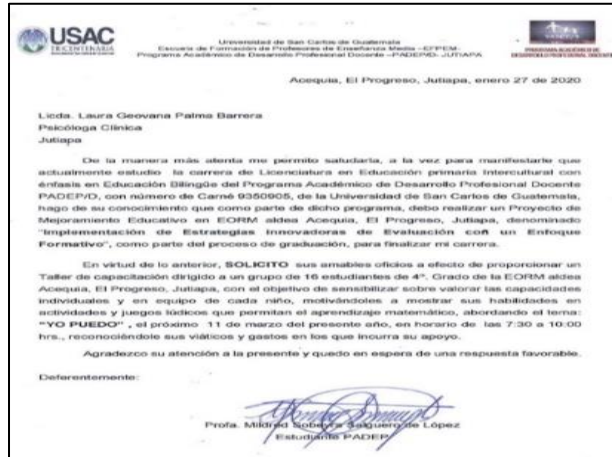 USAC
TRICENTENARIA
Universidad de San Carlos de Guatemala
Escuela de Formación de Profesores de Enseñanza Media –EFPEM-
Programa Académico de Desarrollo Profesional Docente –PADEP/D- JUTIAPA
PROGRAMA ACADÉMICO DE
DESARROLLO PROFESIONAL DOCENTE
Acequia, El Progreso, Jutiapa, enero 27 de 2020
Licda. Laura Geovana Palma Barrera
Psicóloga Clínica
Jutiapa
De la manera más atenta me permito saludarla, a la vez para manifestarle que
actualmente estudio la carrera de Licenciatura en Educación primaria Intercultural con
énfasis en Educación Bilingüe del Programa Académico de Desarrollo Profesional Docente
PADEP/D, con número de Carné 9350905, de la Universidad de San Carlos de Guatemala,
hago de su conocimiento que como parte de dicho programa, debo realizar un Proyecto de
Mejoramiento Educativo en EORM aldea Acequia, El Progreso, Jutiapa, denominado
"Implementación de Estrategias Innovadoras de Evaluación con un Enfoque
Formativo", como parte del proceso de graduación, para finalizar mi carrera.
En virtud de lo anterior, SOLICITO sus amables oficios a efecto de proporcionar un
Taller de capacitación dirigido a un grupo de 16 estudiantes de 4°. Grado de la EORM aldea
Acequia, El Progreso, Jutiapa, con el objetivo de sensibilizar sobre valorar las capacidades
individuales y en equipo de cada niño, motivándoles a mostrar sus habilidades en
actividades y juegos lúdicos que permitan el aprendizaje matemático, abordando el tema:
"YO PUEDO" , el próximo 11 de marzo del presente año, en horario de las 7:30 a 10:00
hrs., reconociéndole sus viáticos y gastos en los que incurra su apoyo.
Agradezco su atención a la presente y quedo en espera de una respuesta favorable.
Deferentemente:
Profa. Mildred Sobeyra Salguero de López
Estudiante PADEP